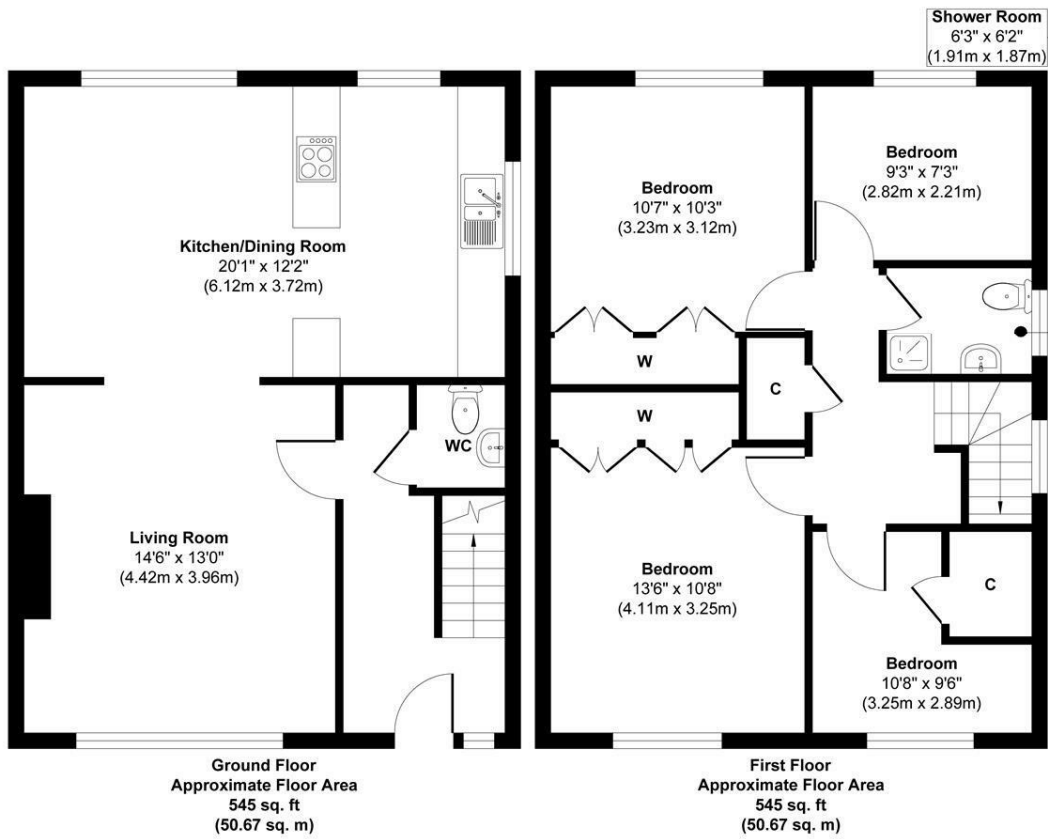 Shower Room
6'3" x 6'2"
(1.91m x 1.87m)
Kitchen/Dining Room
20'1" x 12'2"
(6.12m x 3.72m)
WC
Living Room
14'6" x 13'0"
(4.42m x 3.96m)
Ground Floor
Approximate Floor Area
545 sq. ft
(50.67 sq. m)
Bedroom
10'7" x 10'3"
(3.23m x 3.12m)
Bedroom
9'3" x 7'3"
(2.82m x 2.21m)
W
C
W
Bedroom
13'6" x 10'8"
(4.11m x 3.25m)
C
Bedroom
10'8" x 9'6"
(3.25m x 2.89m)
First Floor
Approximate Floor Area
545 sq. ft
(50.67 sq. m)